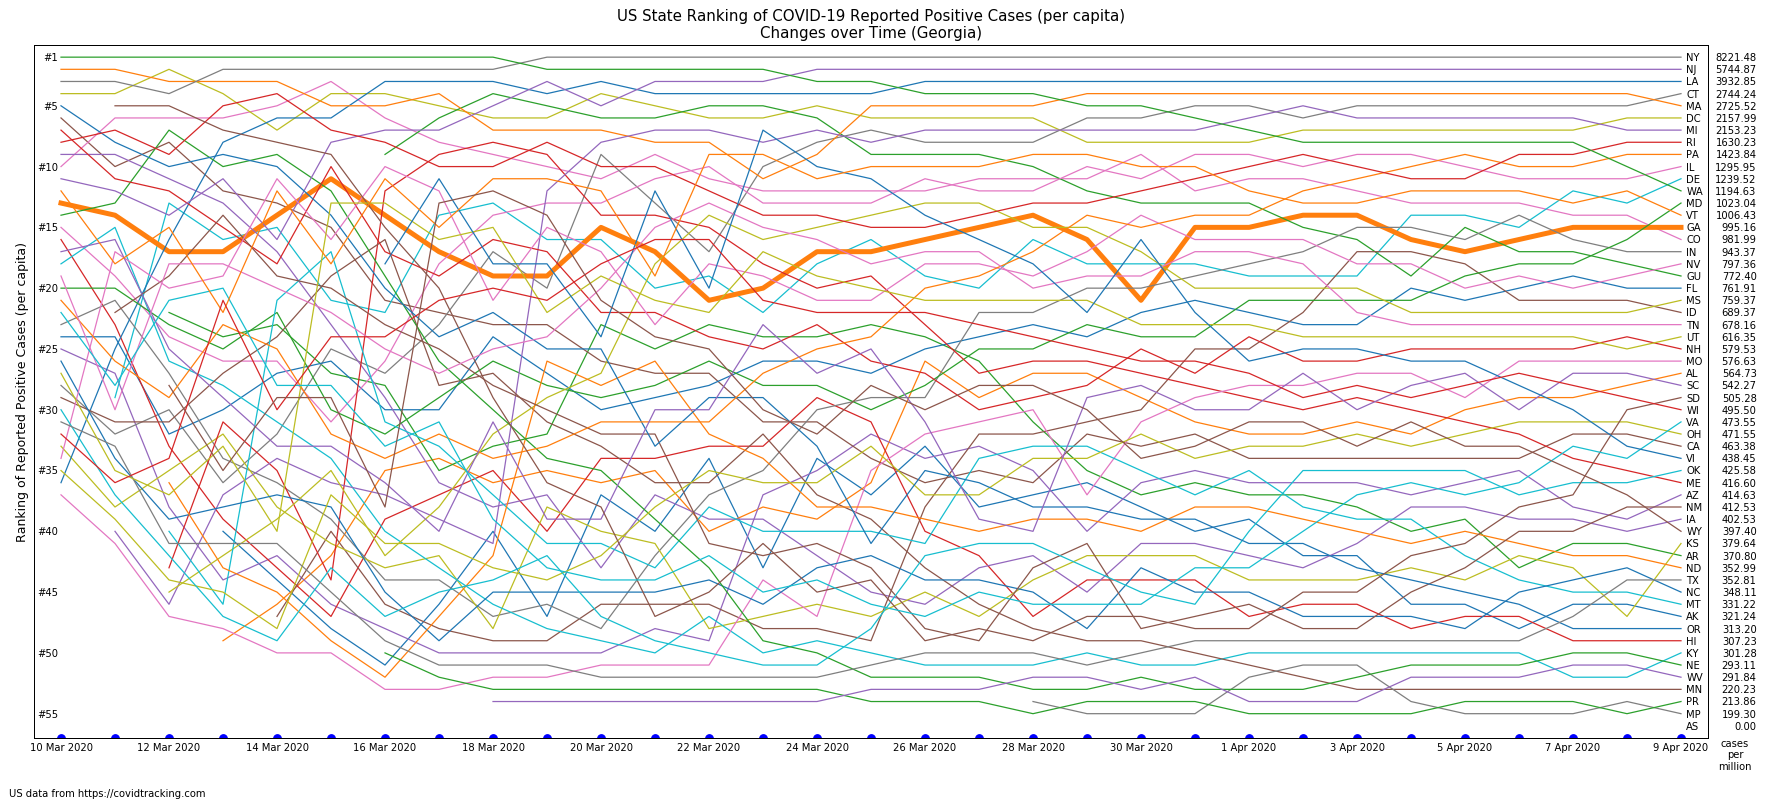 US State Ranking of COVID-19 Reported Positive Cases (per capita)
Changes over Time (Georgia)
Ranking of Reported Positive Cases (per capita)
#1
#5
#10
#15
#20
#25
#30
#35
#40
#45
#50
#55
NY 8221.48
NJ 5744.87
LA 3932.85
CT 2744.24
MA 2725.52
DC 2157.99
MI 2153.23
RI 1630.23
PA 1423.84
IL 1295.95
DE 1239.52
WA 1194.63
MD 1023.04
VT 1006.43
GA 995.16
CO 981.99
IN 943.37
NV 797.36
GU 772.40
FL 761.91
MS 759.37
ID 689.37
TN 678.16
UT 616.35
NH 579.53
MO 576.63
AL 564.73
SC 542.27
SD 505.28
WI 495.50
VA 473.55
OH 471.55
CA 463.38
VI 438.45
OK 425.58
ME 416.60
AZ 414.63
NM 412.53
IA 402.53
WY 397.40
KS 379.64
AR 370.80
ND 352.99
TX 352.81
NC 348.11
MT 331.22
AK 321.24
OR 313.20
HI 307.23
KY 301.28
NE 293.11
WV 291.84
MN 220.23
PR 213.86
MP 199.30
AS 0.00
10 Mar 2020 12 Mar 2020 14 Mar 2020 16 Mar 2020 18 Mar 2020 20 Mar 2020 22 Mar 2020 24 Mar 2020 26 Mar 2020 28 Mar 2020 30 Mar 2020 1 Apr 2020 3 Apr 2020 5 Apr 2020 7 Apr 2020 9 Apr 2020
cases
per
million
US data from https://covidtracking.com